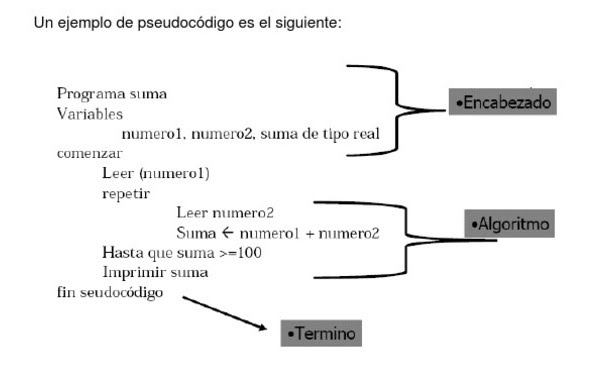 Un ejemplo de pseudocódigo es el siguiente:
Programa suma
Variables
numero1, numero2, suma de tipo real
comenzar
Leer (numero1)
repetir
Leer numero2
Suma ← numero1 + numero2
Hasta que suma >=100
Imprimir suma
fin seudocódigo
•Encabezado
•Algoritmo
•Termino